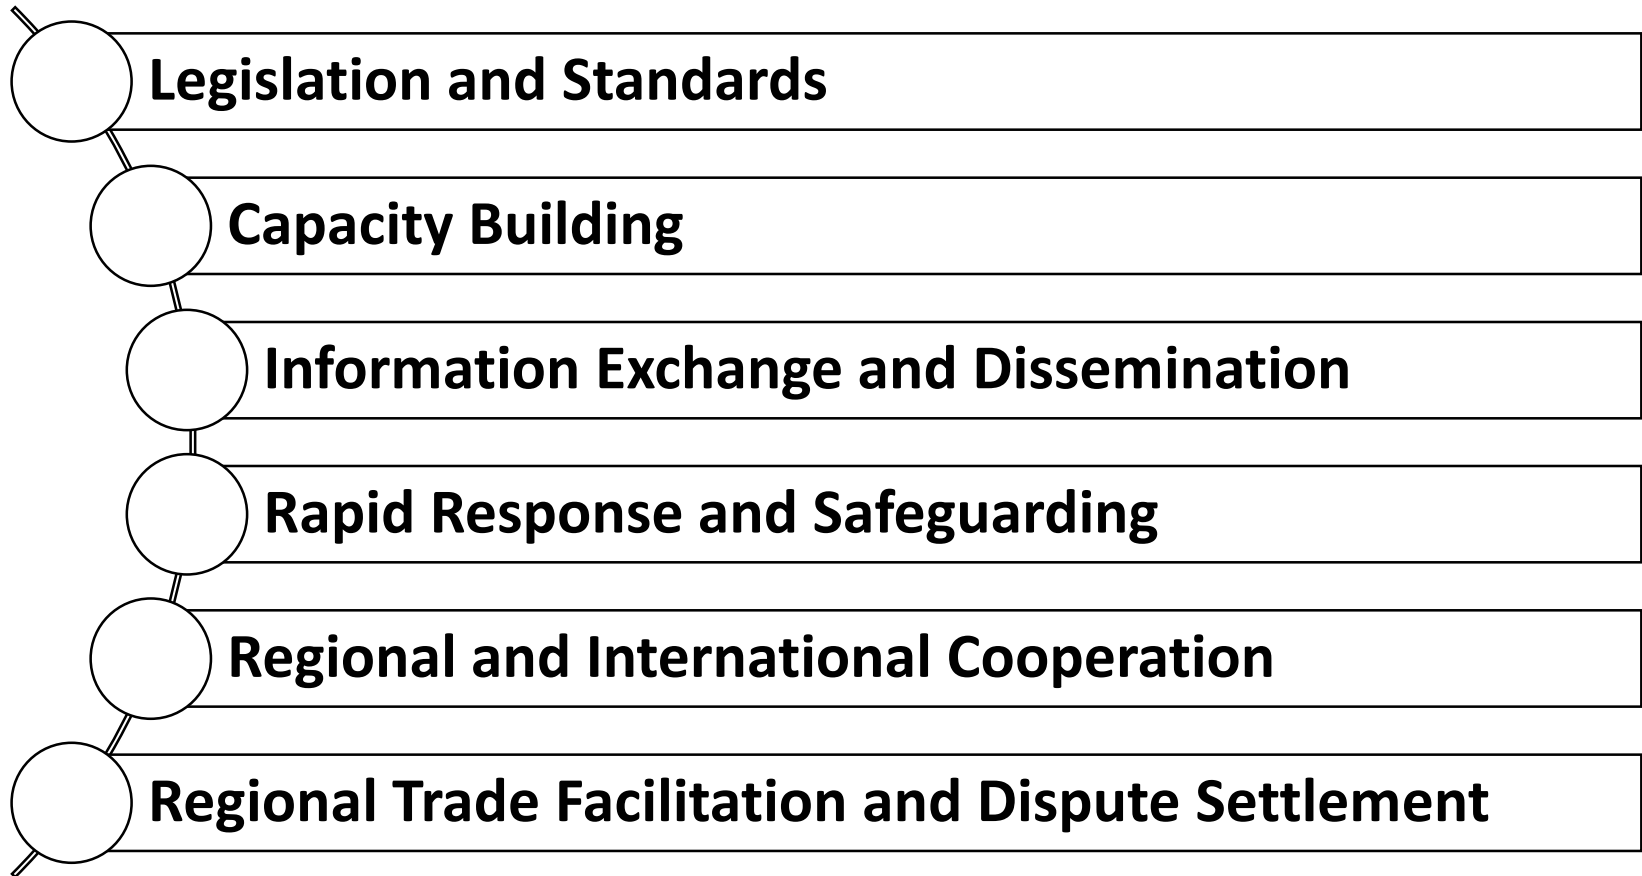 Legislation and Standards
Capacity Building
Information Exchange and Dissemination
Rapid Response and Safeguarding
Regional and International Cooperation
Regional Trade Facilitation and Dispute Settlement